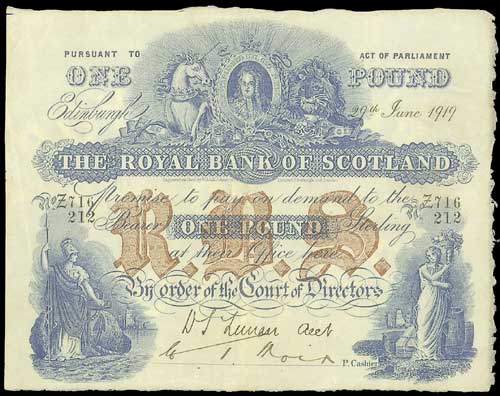 PURSUANT TO ACT OF PARLIAMENT
ONE POUND
Edinburgh 29th June 1919
THE ROYAL BANK OF SCOTLAND
Promise to pay on demand to the
No Z716 212 Bearer ONE POUND Sterling No Z716 212
R.B.S.
at their Office here.
By order of the Court of Directors
Acct
P. Cashier